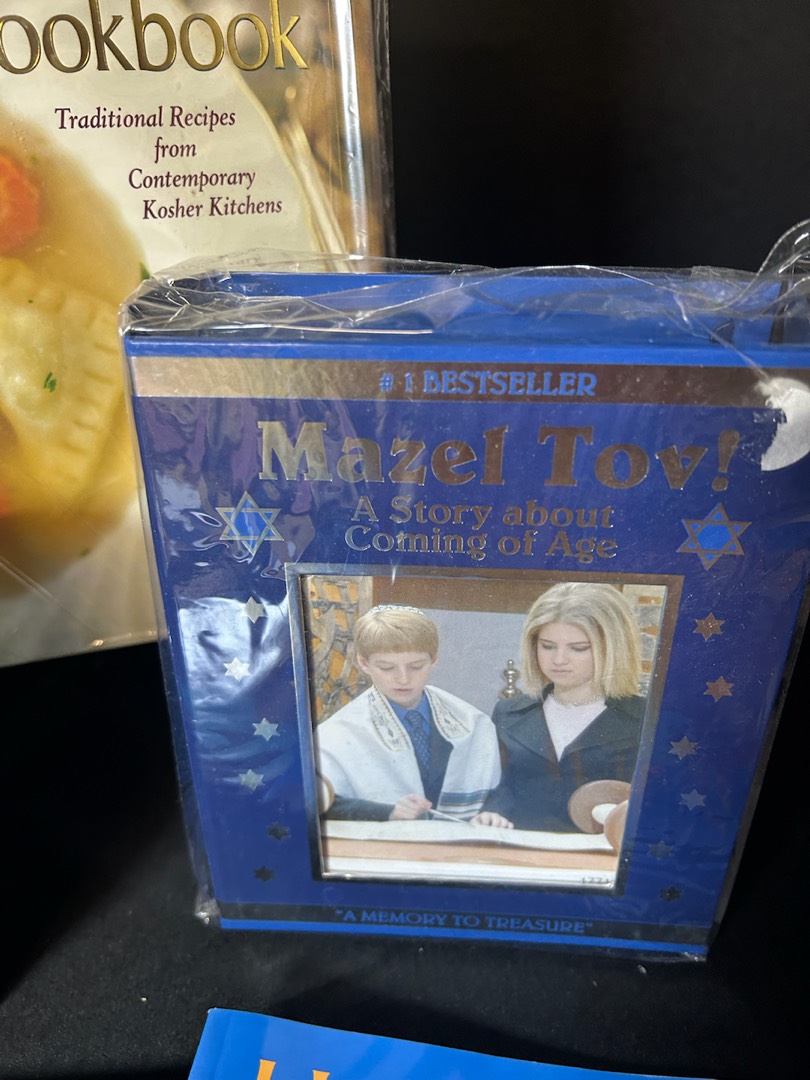 ookbook
Traditional Recipes
from
Contemporary
Kosher Kitchens
# 1 BESTSELLER
Mazel Tov!
A Story about
Coming of Age
"A MEMORY TO TREASURE"